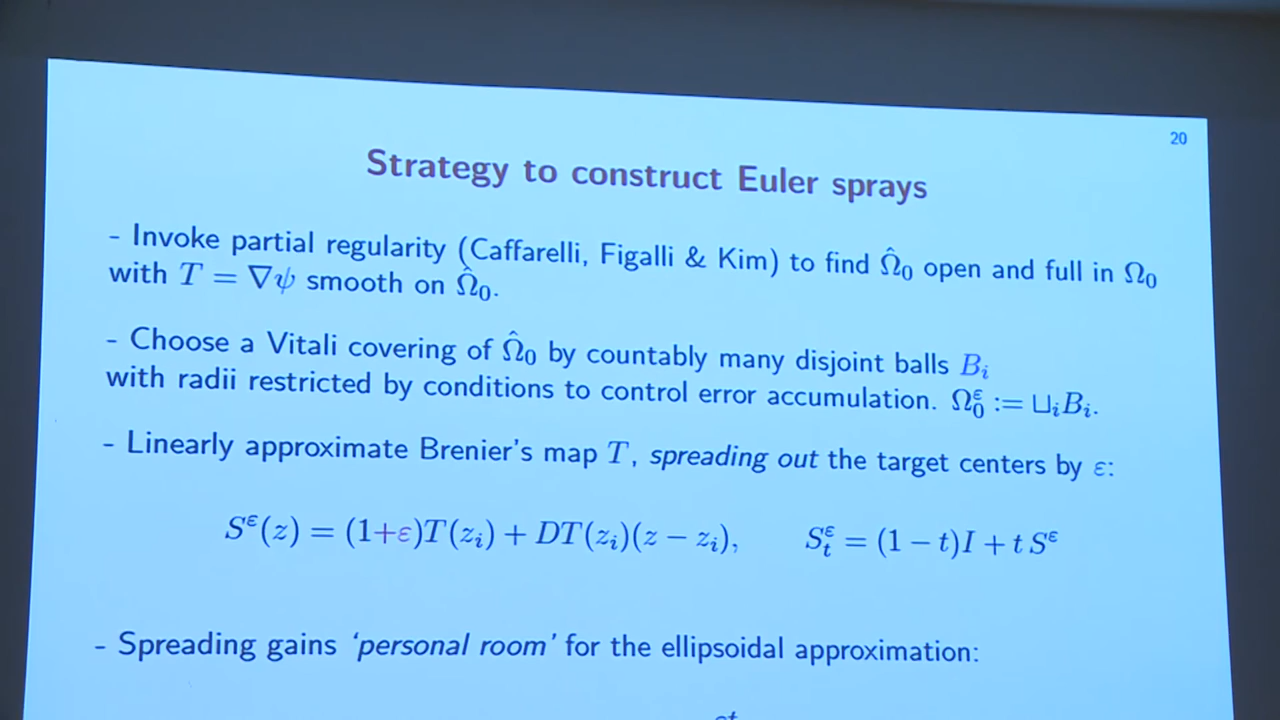 20
Strategy to construct Euler sprays
- Invoke partial regularity (Caffarelli, Figalli & Kim) to find Ω̂₀ open and full in Ω₀
with T = ∇ψ smooth on Ω̂₀.
- Choose a Vitali covering of Ω̂₀ by countably many disjoint balls Bᵢ
with radii restricted by conditions to control error accumulation. Ω₀^ε := ⊔ᵢBᵢ.
- Linearly approximate Brenier's map T, spreading out the target centers by ε:
S^ε(z) = (1+ε)T(zᵢ) + DT(zᵢ)(z − zᵢ), S_t^ε = (1 − t)I + t S^ε
- Spreading gains 'personal room' for the ellipsoidal approximation: